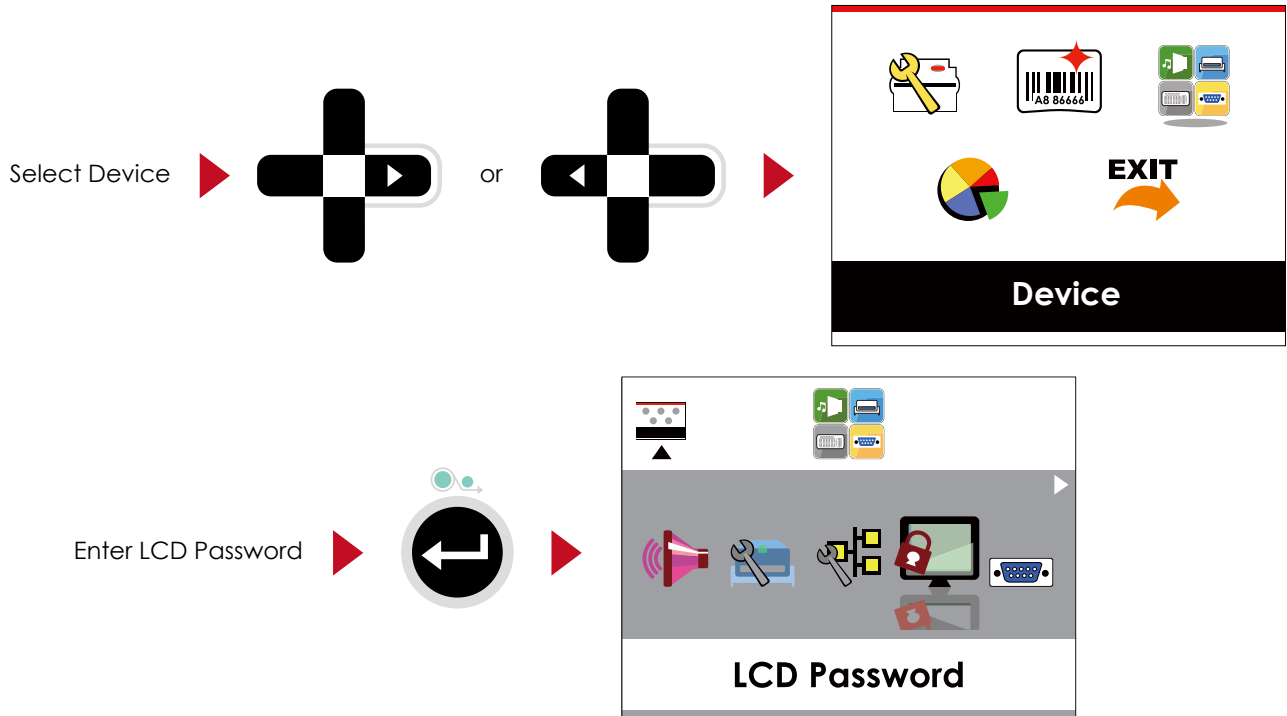 Select Device
or
A8 86666
EXIT
Device
Enter LCD Password
LCD Password